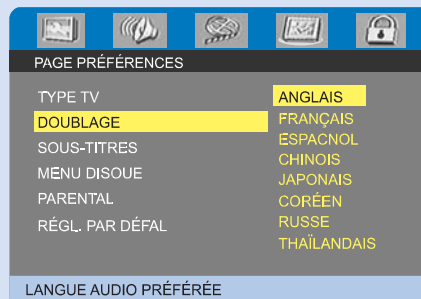 PAGE PRÉFÉRENCES
TYPE TV
DOUBLAGE
SOUS-TITRES
MENU DISOUE
PARENTAL
RÉGL. PAR DÉFAL
ANGLAIS
FRANÇAIS
ESPACNOL
CHINOIS
JAPONAIS
CORÉEN
RUSSE
THAÏLANDAIS
LANGUE AUDIO PRÉFÉRÉE